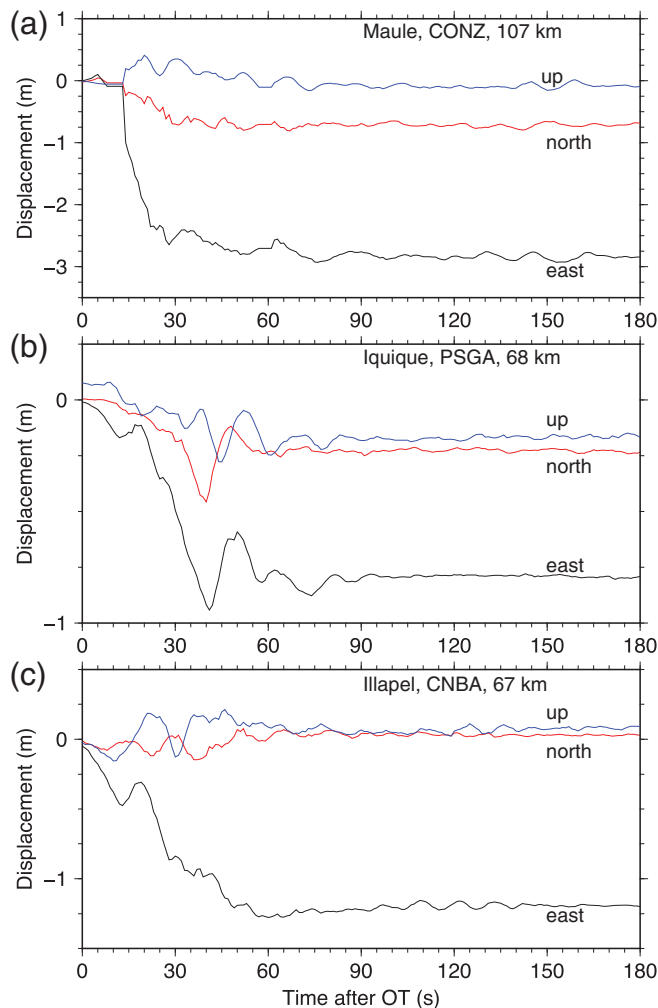 (a)
Maule, CONZ, 107 km
1
0
−1
−2
−3
Displacement (m)
up
north
east
0 30 60 90 120 150 180
(b)
Iquique, PSGA, 68 km
0
−1
Displacement (m)
up
north
east
0 30 60 90 120 150 180
(c)
Illapel, CNBA, 67 km
0
−1
Displacement (m)
up
north
east
0 30 60 90 120 150 180
Time after OT (s)